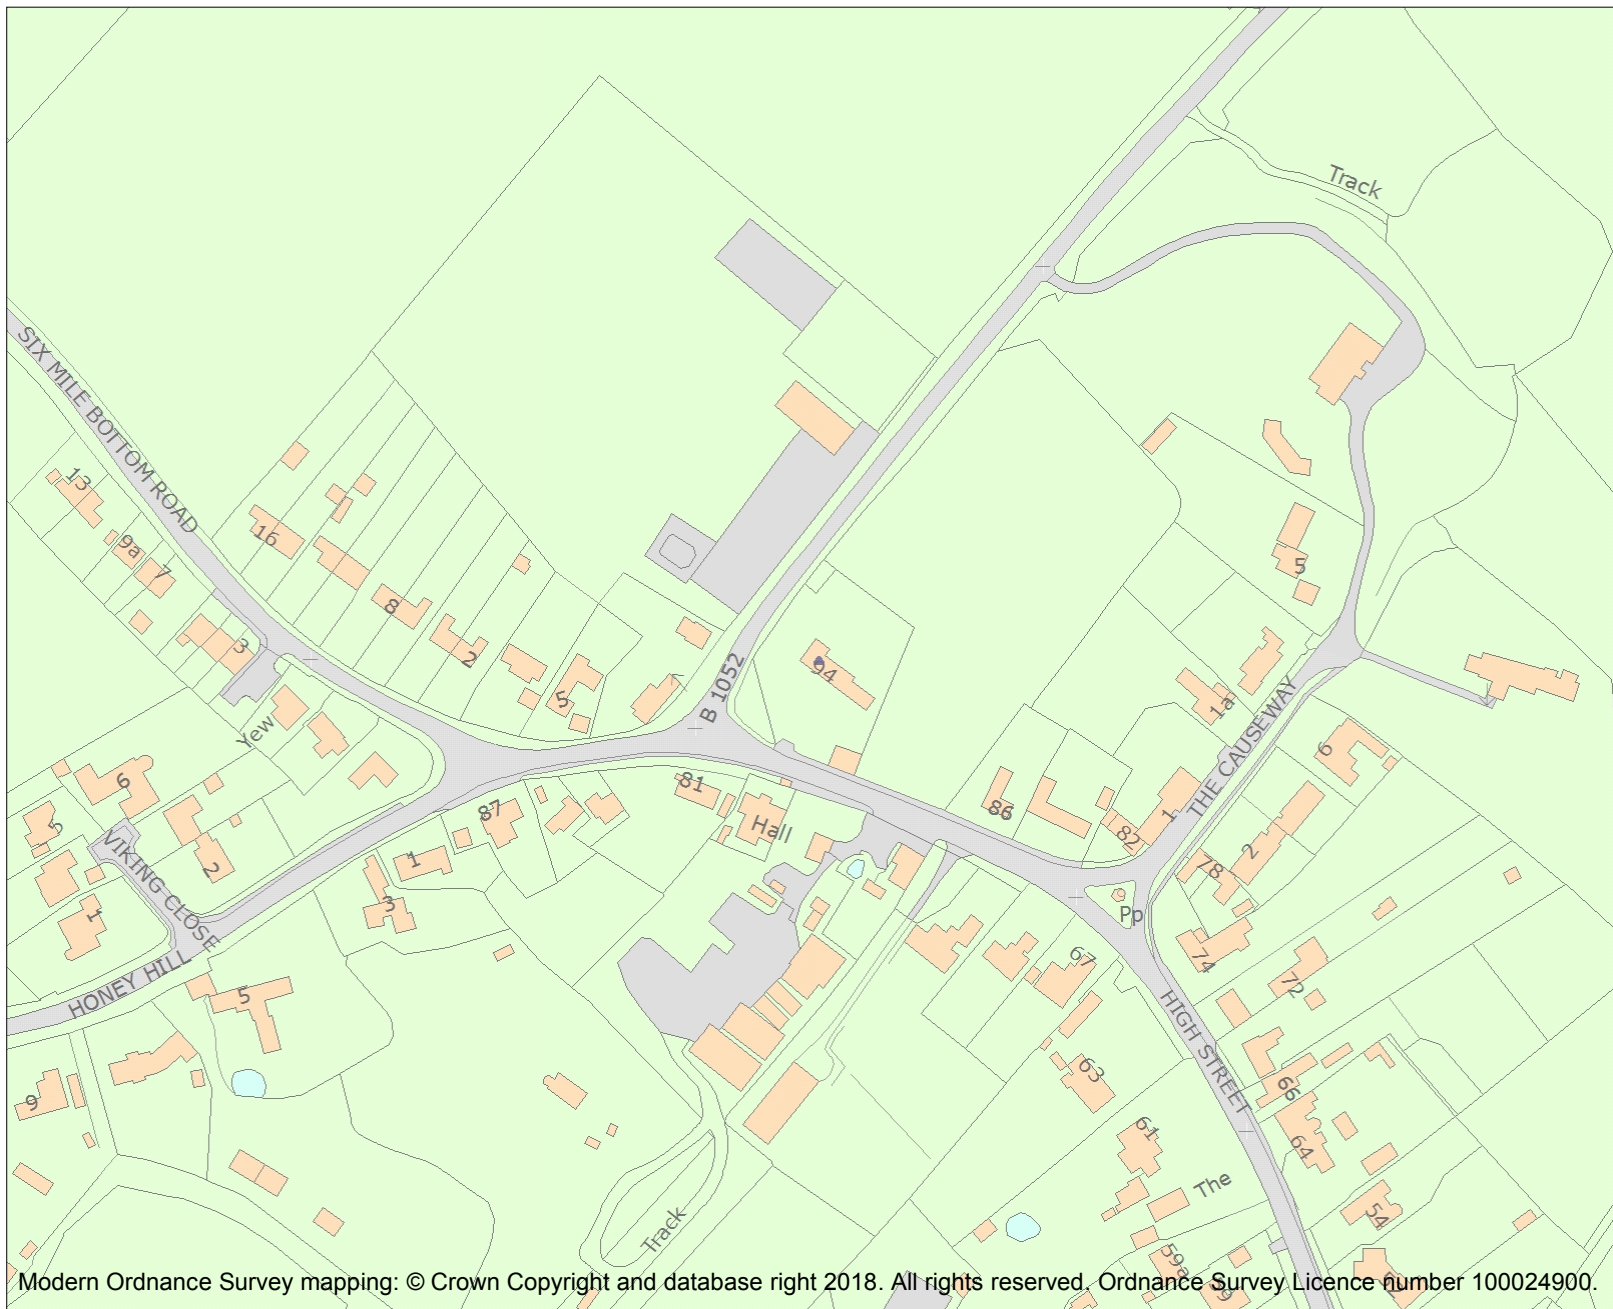 Track
SIX MILE BOTTOM ROAD
13
16
9a
7
5
8
3
2
94
B 1052
5
1a
Yew
THE CAUSEWAY
6
6
81
86
87
1
5
Hall
82
VIKING CLOSE
2
1
2
78
3
1
Pp
74
67
HONEY HILL
5
72
HIGH STREET
63
66
9
61
64
The
54
Track
59a
59
Modern Ordnance Survey mapping: © Crown Copyright and database right 2018. All rights reserved. Ordnance Survey Licence number 100024900.